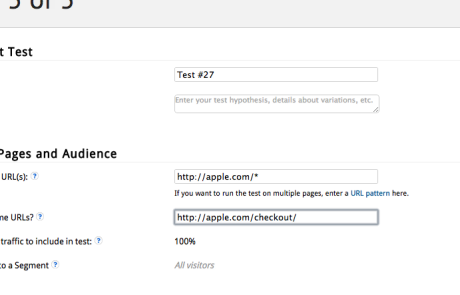 5 of 5
t Test
Test #27
Enter your test hypothesis, details about variations, etc.
Pages and Audience
URL(s): ?
http://apple.com/*
If you want to run the test on multiple pages, enter a URL pattern here.
me URLs? ?
http://apple.com/checkout/
traffic to include in test: ?
100%
to a Segment ?
All visitors